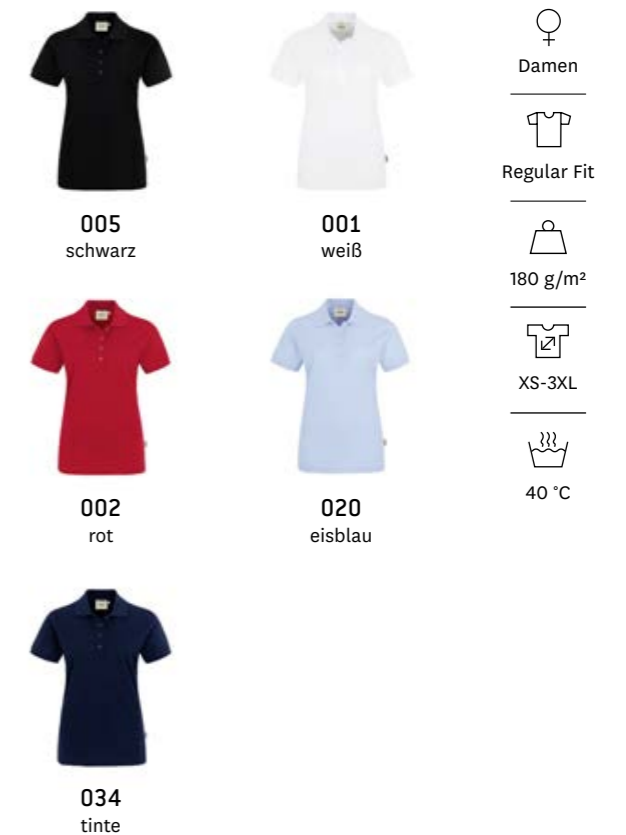 005
schwarz
001
weiß
002
rot
020
eisblau
034
tinte
Damen
Regular Fit
180 g/m²
XS-3XL
40 °C